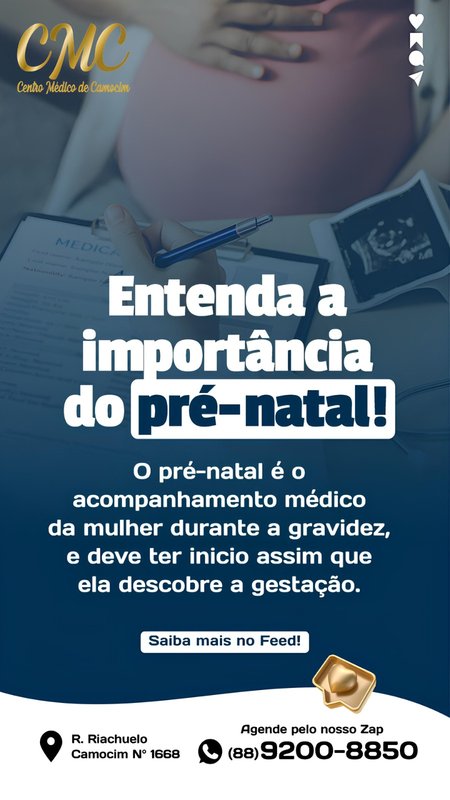 CMC
Centro Médico de Camocim
MEDICA
Entenda a
importância
do pré-natal!
O pré-natal é o
acompanhamento médico
da mulher durante a gravidez,
e deve ter inicio assim que
ela descobre a gestação.
Saiba mais no Feed!
R. Riachuelo
Camocim N° 1668
Agende pelo nosso Zap
(88)9200-8850